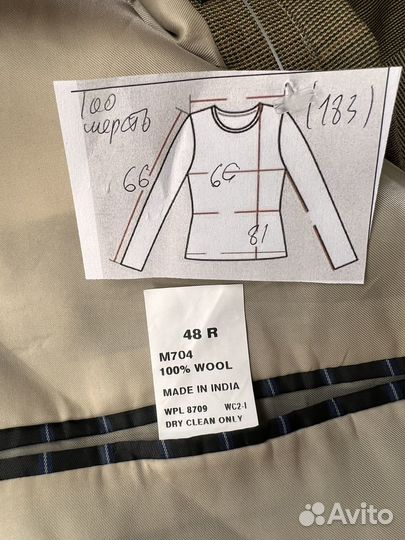 100
шерсть
(183)
66
66
81
48 R
M704
100% WOOL
MADE IN INDIA
WPL 8709 WC2-I
DRY CLEAN ONLY
Avito